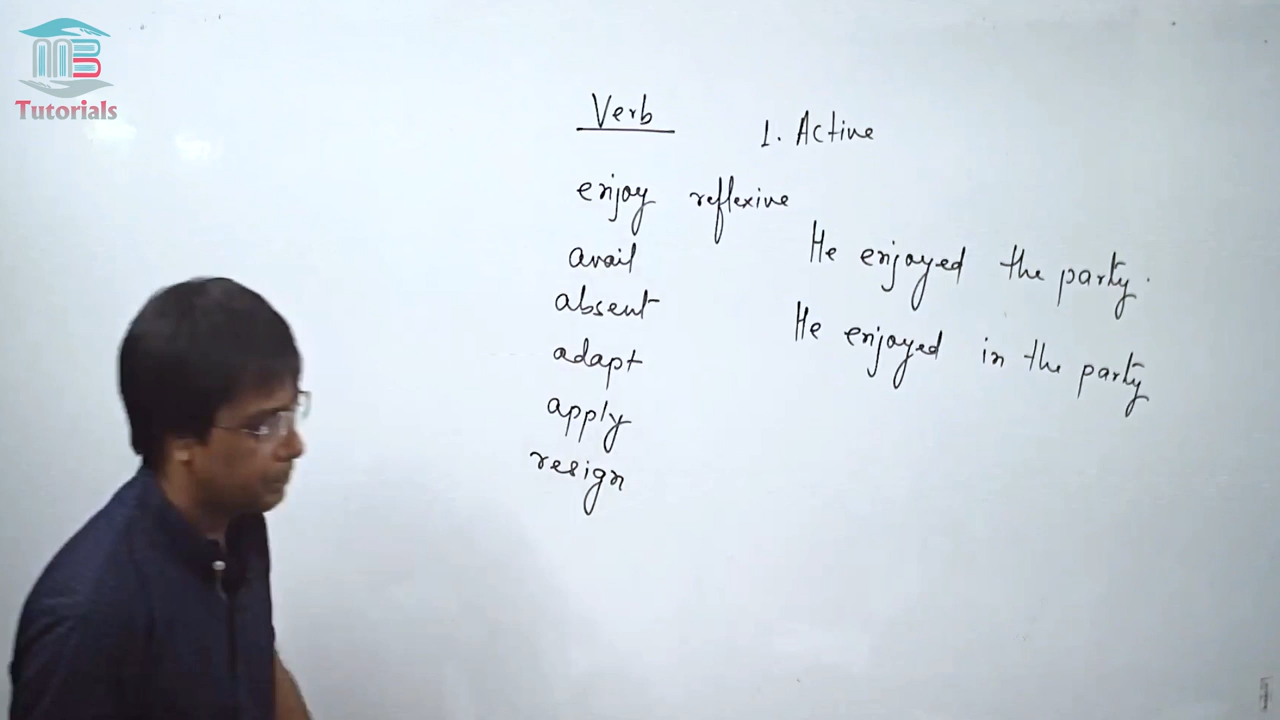 MB
Tutorials
Verb
1. Active
enjoy reflexive
avail
He enjoyed the party.
absent
He enjoyed in the party
adapt
apply
resign